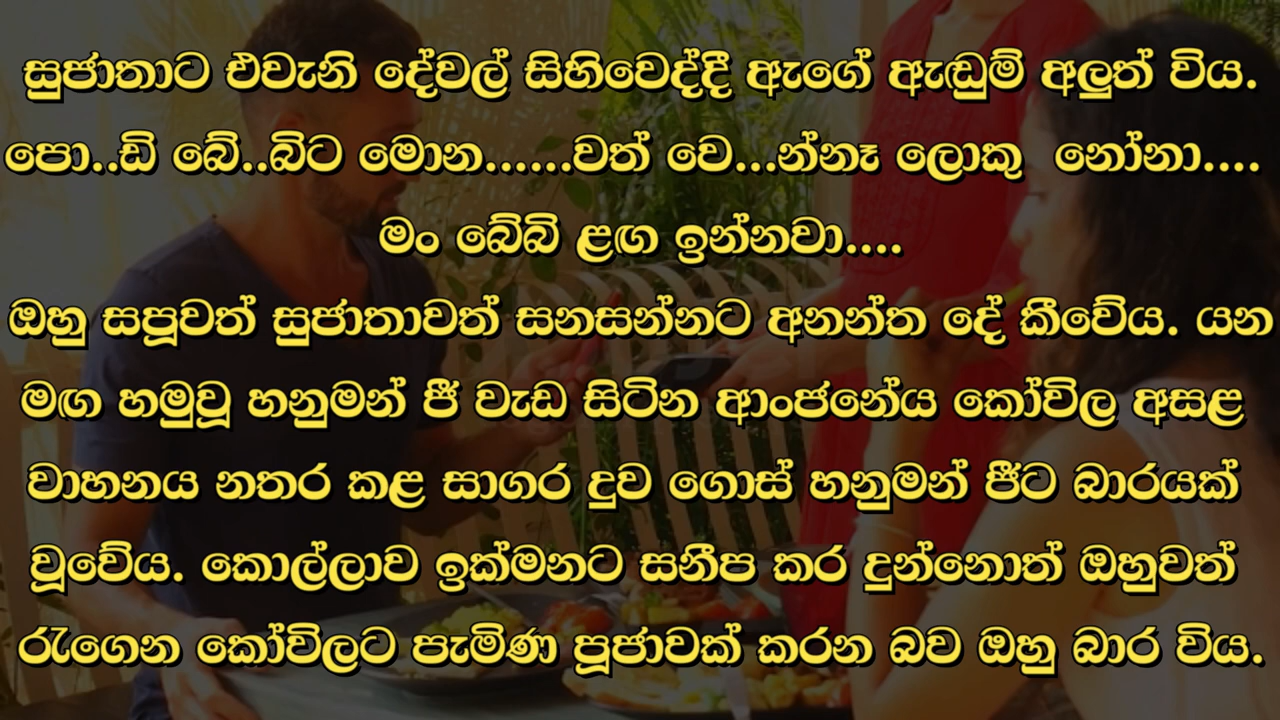 සුජාතාට එවැනි දේවල් සිහිවෙද්දී ඇගේ ඇඬුම් අලුත් විය.
පො..ඩි බේ..බිට මොන......වත් වෙ...න්නෑ ලොකු නෝනා....
මං බේබි ළඟ ඉන්නවා....
ඔහු සපූවත් සුජාතාවත් සනසන්නට අනන්ත දේ කීවේය. යන
මඟ හමුවූ හනුමන් ජී වැඩ සිටින ආංජනේය කෝවිල අසළ
වාහනය නතර කළ සාගර දුව ගොස් හනුමන් ජීට බාරයක්
වූවේය. කොල්ලාව ඉක්මනට සනීප කර දුන්නොත් ඔහුවත්
රැගෙන කෝවිලට පැමිණ පූජාවක් කරන බව ඔහු බාර විය.